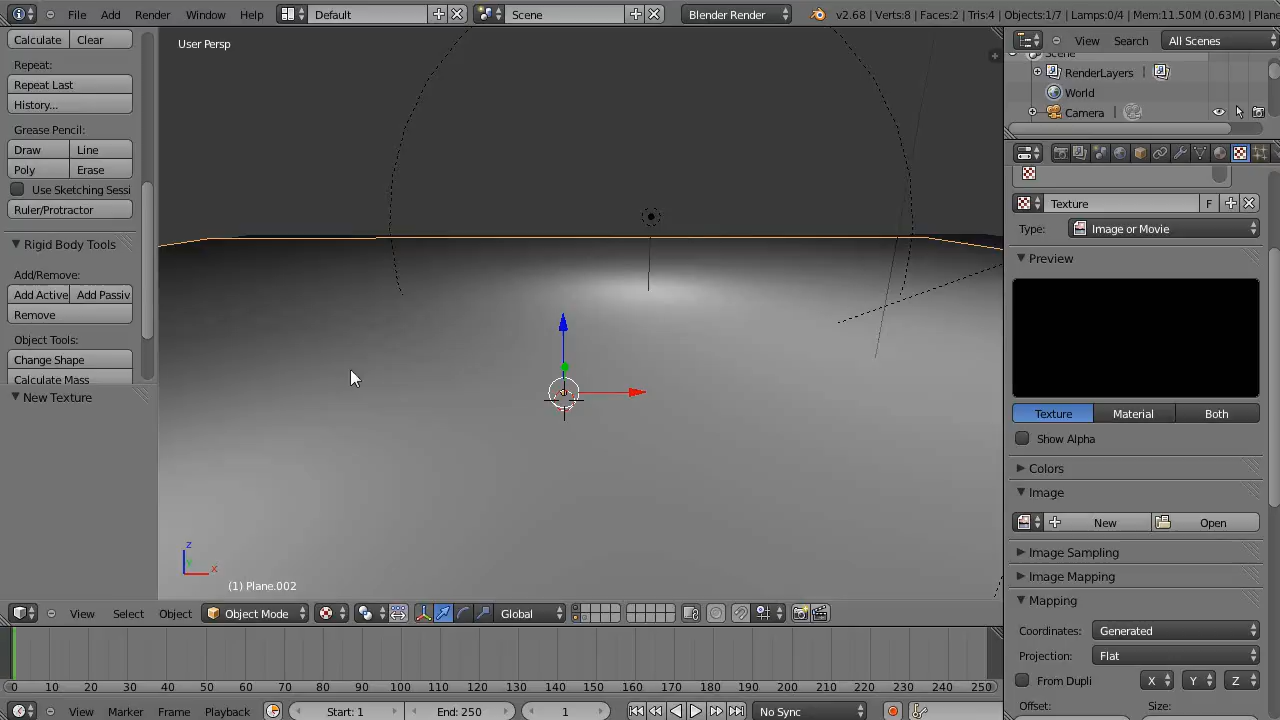 File Add Render Window Help Default Scene Blender Render v2.68 | Verts:8 | Faces:2 | Tris:4 | Objects:1/7 | Lamps:0/4 | Mem:11.50M (0.63M) | Plane
Calculate Clear
Repeat:
Repeat Last
History...
Grease Pencil:
Draw Line
Poly Erase
Use Sketching Sessi
Ruler/Protractor
Rigid Body Tools
Add/Remove:
Add Active Add Passiv
Remove
Object Tools:
Change Shape
Calculate Mass
New Texture
User Persp
z
x
(1) Plane.002
View Select Object Object Mode Global
View Search All Scenes
Scene
RenderLayers |
World
Camera |
Texture F
Type: Image or Movie
Preview
Texture Material Both
Show Alpha
Colors
Image
New Open
Image Sampling
Image Mapping
Mapping
Coordinates: Generated
Projection: Flat
From Dupli X Y Z
Offset: Size:
0 10 20 30 40 50 60 70 80 90 100 110 120 130 140 150 160 170 180 190 200 210 220 230 240 250
View Marker Frame Playback Start: 1 End: 250 1 No Sync